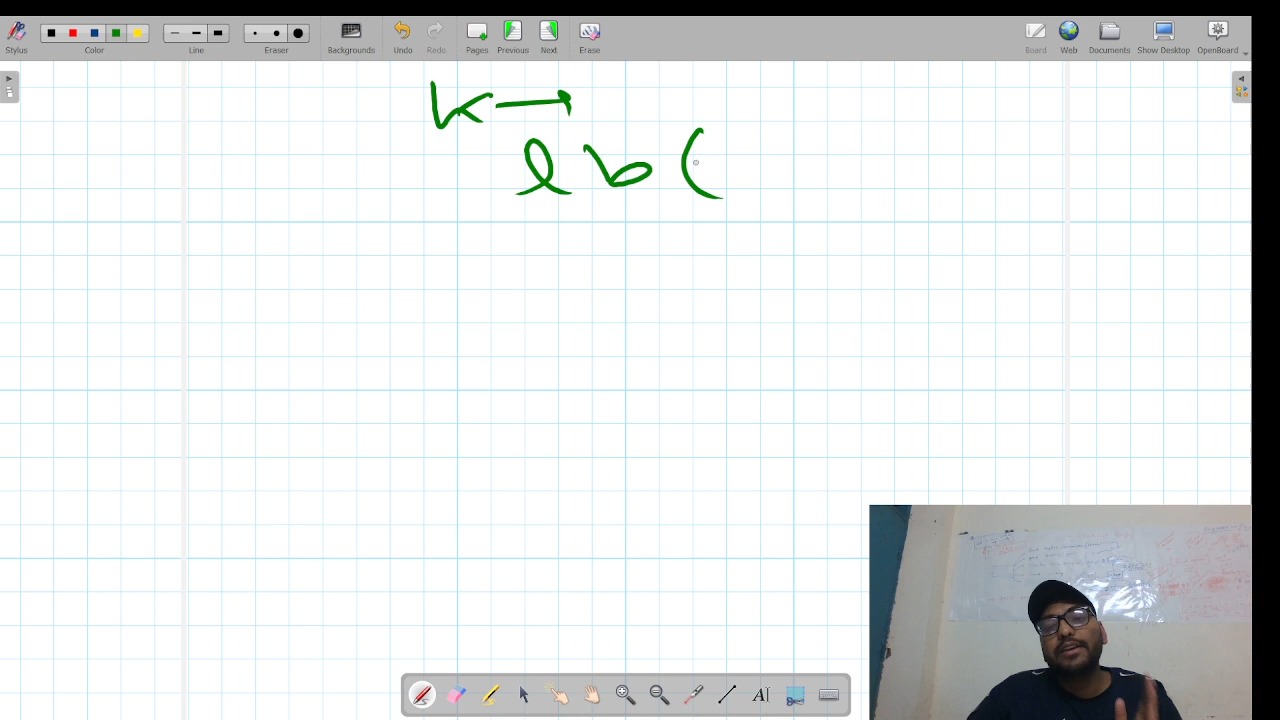 Stylus Color Line Eraser Backgrounds Undo Redo Pages Previous Next Erase Board Web Documents Show Desktop OpenBoard
k →
l b (